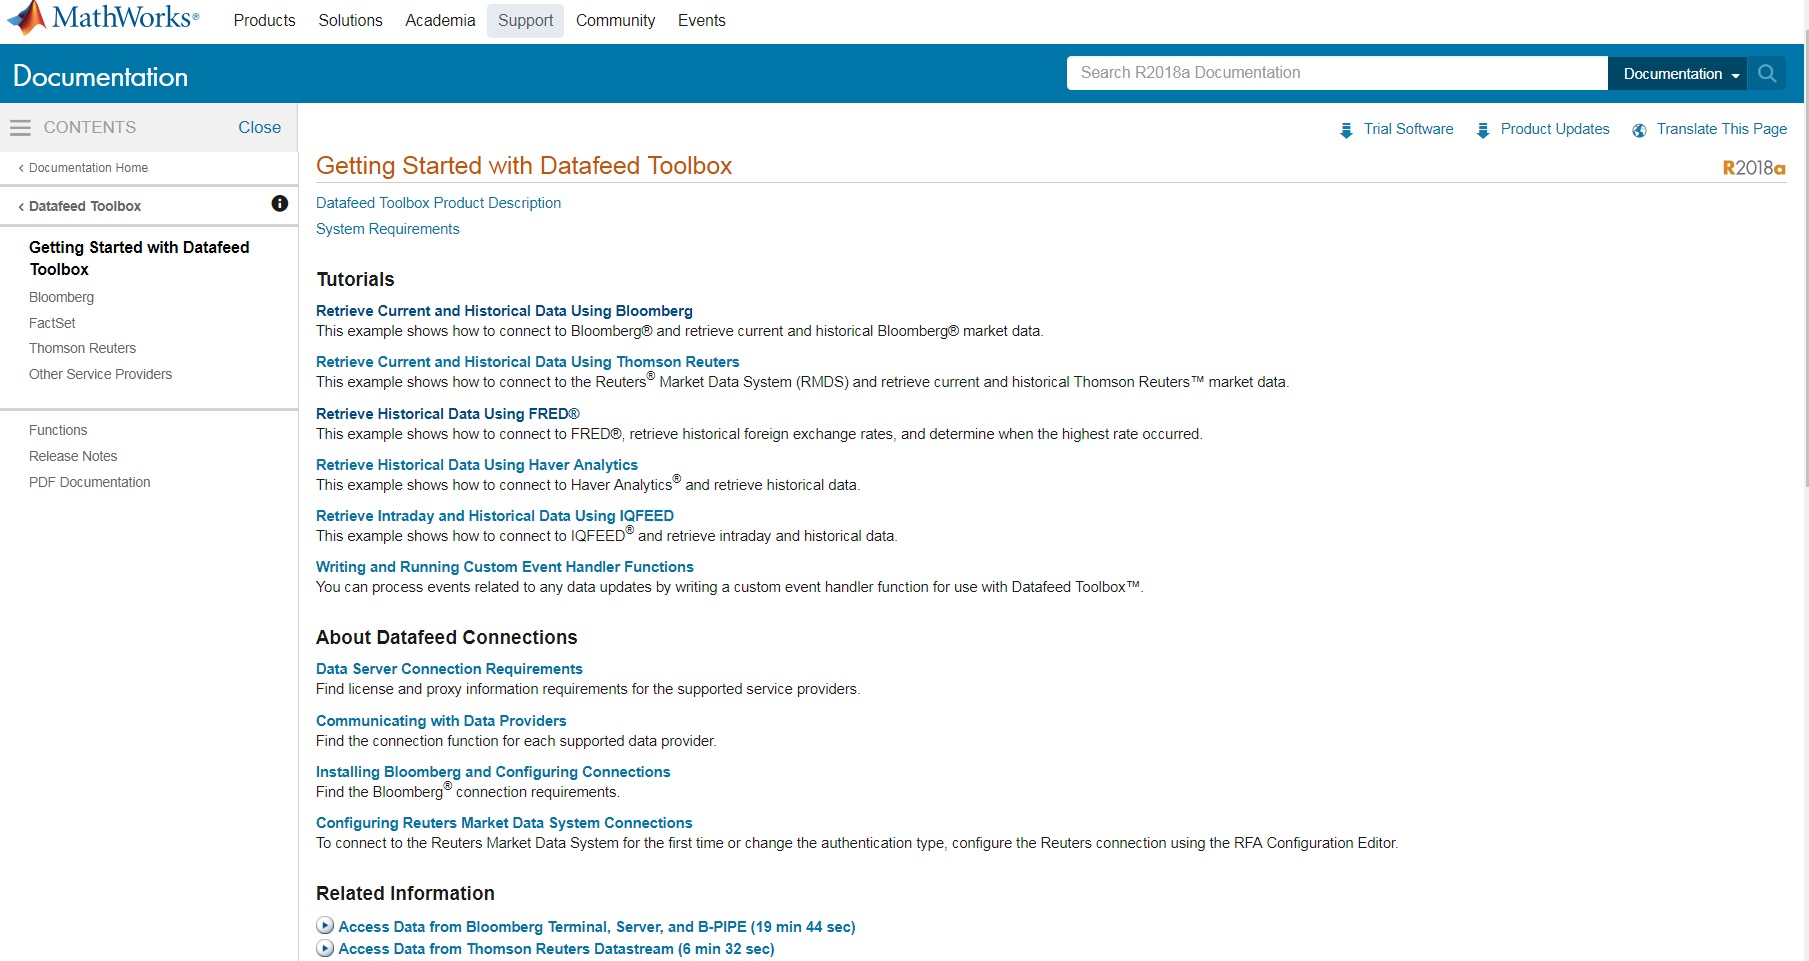 MathWorks®
Products Solutions Academia Support Community Events
Documentation
Search R2018a Documentation
Documentation
CONTENTS Close
‹ Documentation Home
‹ Datafeed Toolbox
Getting Started with Datafeed
Toolbox
Bloomberg
FactSet
Thomson Reuters
Other Service Providers
Functions
Release Notes
PDF Documentation
Trial Software Product Updates Translate This Page
Getting Started with Datafeed Toolbox
R2018a
Datafeed Toolbox Product Description
System Requirements
Tutorials
Retrieve Current and Historical Data Using Bloomberg
This example shows how to connect to Bloomberg® and retrieve current and historical Bloomberg® market data.
Retrieve Current and Historical Data Using Thomson Reuters
This example shows how to connect to the Reuters® Market Data System (RMDS) and retrieve current and historical Thomson Reuters™ market data.
Retrieve Historical Data Using FRED®
This example shows how to connect to FRED®, retrieve historical foreign exchange rates, and determine when the highest rate occurred.
Retrieve Historical Data Using Haver Analytics
This example shows how to connect to Haver Analytics® and retrieve historical data.
Retrieve Intraday and Historical Data Using IQFEED
This example shows how to connect to IQFEED® and retrieve intraday and historical data.
Writing and Running Custom Event Handler Functions
You can process events related to any data updates by writing a custom event handler function for use with Datafeed Toolbox™.
About Datafeed Connections
Data Server Connection Requirements
Find license and proxy information requirements for the supported service providers.
Communicating with Data Providers
Find the connection function for each supported data provider.
Installing Bloomberg and Configuring Connections
Find the Bloomberg® connection requirements.
Configuring Reuters Market Data System Connections
To connect to the Reuters Market Data System for the first time or change the authentication type, configure the Reuters connection using the RFA Configuration Editor.
Related Information
Access Data from Bloomberg Terminal, Server, and B-PIPE (19 min 44 sec)
Access Data from Thomson Reuters Datastream (6 min 32 sec)